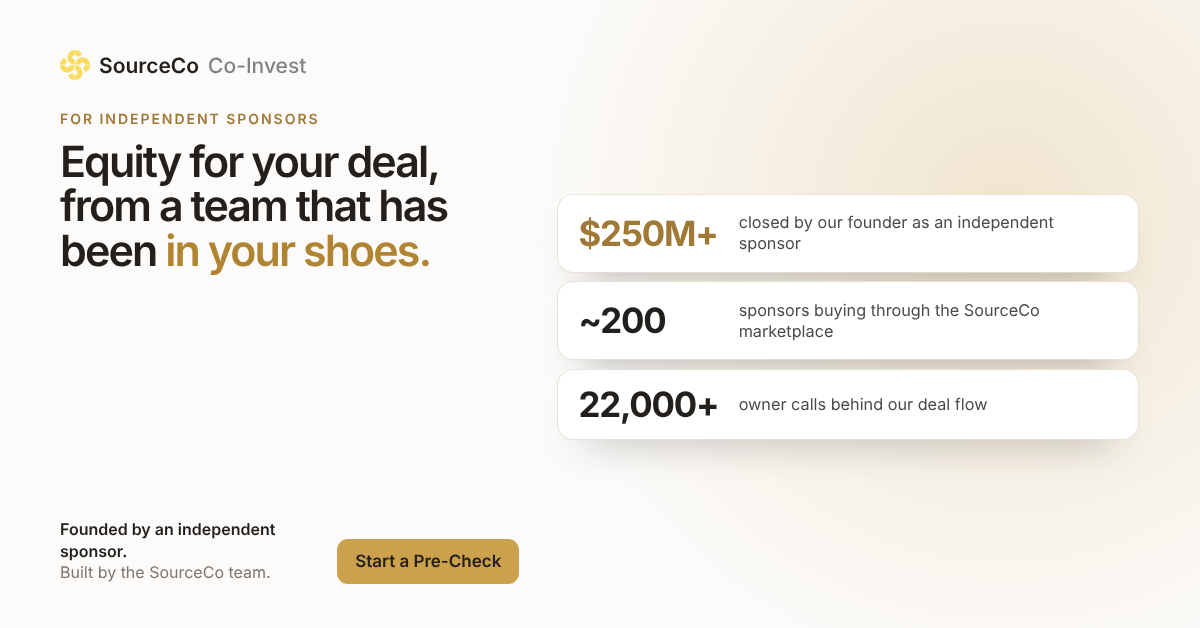 SourceCo Co-Invest
FOR INDEPENDENT SPONSORS
Equity for your deal,
from a team that has
been in your shoes.
$250M+
closed by our founder as an independent
sponsor
~200
sponsors buying through the SourceCo
marketplace
22,000+
owner calls behind our deal flow
Founded by an independent
sponsor.
Built by the SourceCo team.
Start a Pre-Check